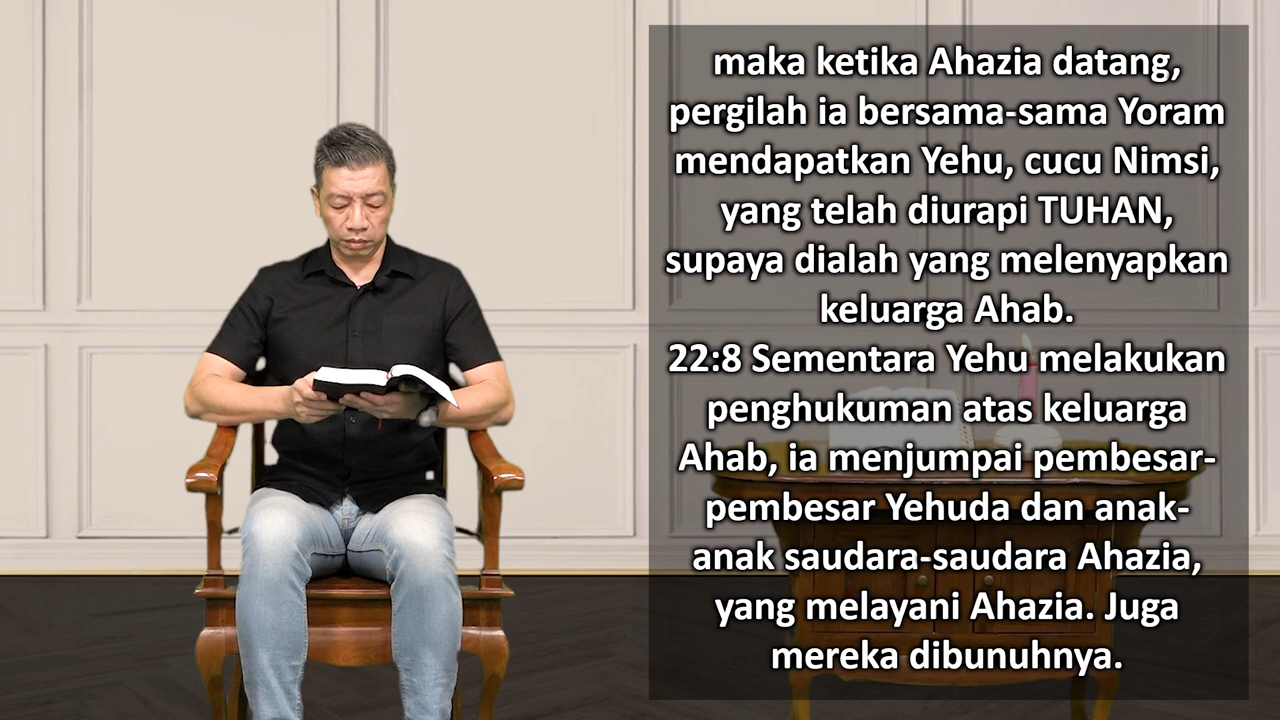 maka ketika Ahazia datang,
pergilah ia bersama-sama Yoram
mendapatkan Yehu, cucu Nimsi,
yang telah diurapi TUHAN,
supaya dialah yang melenyapkan
keluarga Ahab.
22:8 Sementara Yehu melakukan
penghukuman atas keluarga
Ahab, ia menjumpai pembesar-
pembesar Yehuda dan anak-
anak saudara-saudara Ahazia,
yang melayani Ahazia. Juga
mereka dibunuhnya.